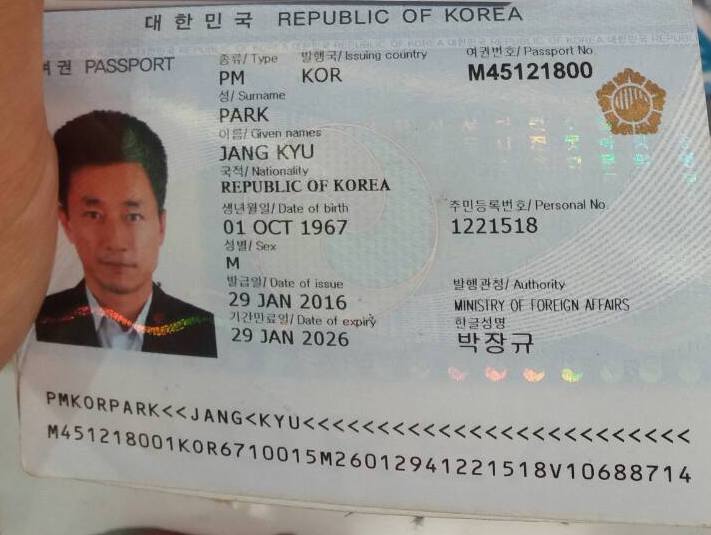 대한민국 REPUBLIC OF KOREA
여권 PASSPORT
종류/ Type 발행국/ Issuing country 여권번호/ Passport No.
PM KOR M45121800
성/ Surname
PARK
이름/ Given names
JANG KYU
국적/ Nationality
REPUBLIC OF KOREA
생년월일/ Date of birth 주민등록번호/ Personal No.
01 OCT 1967 1221518
성별/ Sex
M
발급일/ Date of issue 발행관청/ Authority
29 JAN 2016 MINISTRY OF FOREIGN AFFAIRS
기간만료일/ Date of expiry 한글성명
29 JAN 2026 박장규
PMKORPARK<<JANG<KYU<<<<<<<<<<<<<<<<<<<<<<<<<
M451218001KOR6710015M26012941221518V10688714